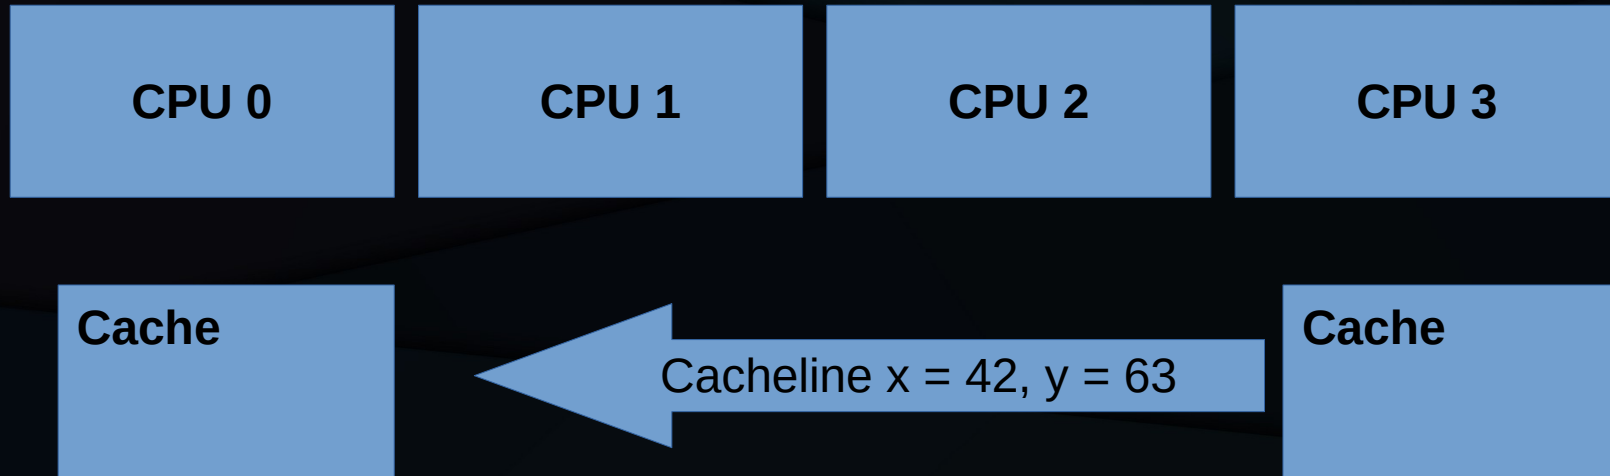 CPU 0
CPU 1
CPU 2
CPU 3
Cache
Cacheline x = 42, y = 63
Cache